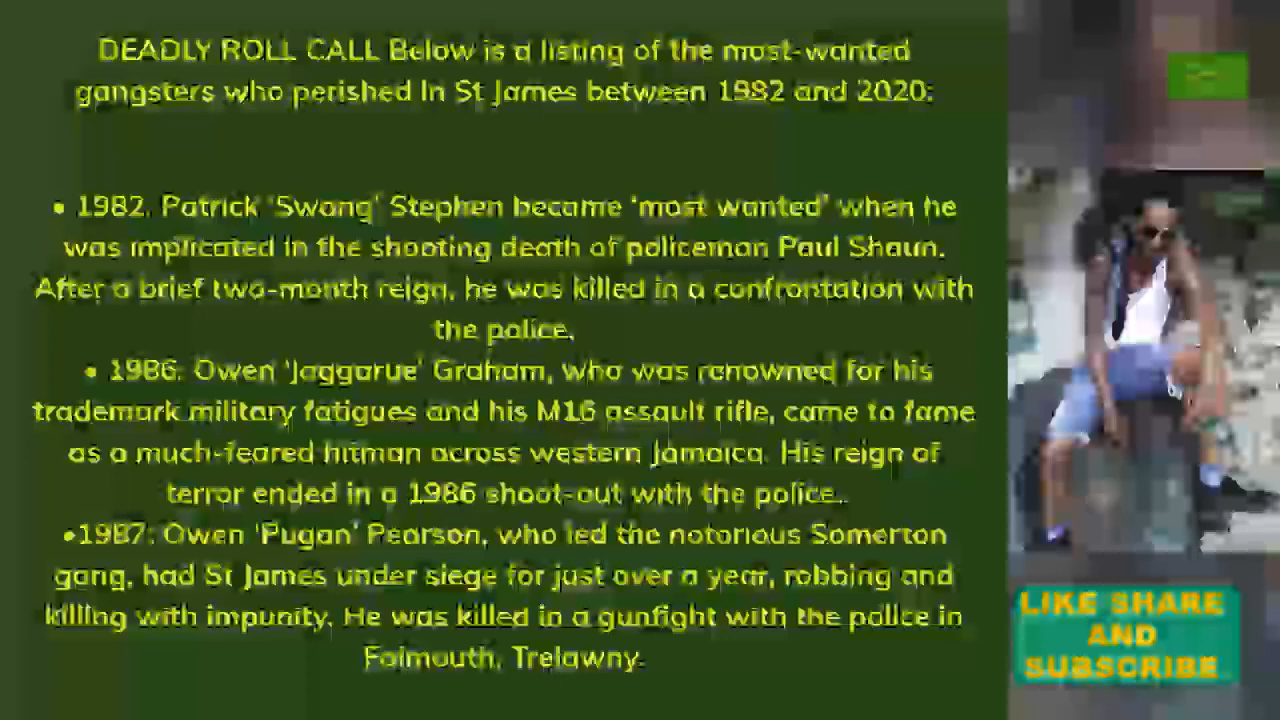 DEADLY ROLL CALL Below is a listing of the most-wanted
gangsters who perished in St James between 1982 and 2020:
• 1982: Patrick 'Swang' Stephen became 'most wanted' when he
was implicated in the shooting death of policeman Paul Shaun.
After a brief two-month reign, he was killed in a confrontation with
the police.
• 1986: Owen 'Jaggarue' Graham, who was renowned for his
trademark military fatigues and his M16 assault rifle, came to fame
as a much-feared hitman across western Jamaica. His reign of
terror ended in a 1986 shoot-out with the police..
•1987: Owen 'Pugan' Pearson, who led the notorious Somerton
gang, had St James under siege for just over a year, robbing and
killing with impunity. He was killed in a gunfight with the police in
Falmouth, Trelawny.
LIKE SHARE
AND
SUBSCRIBE